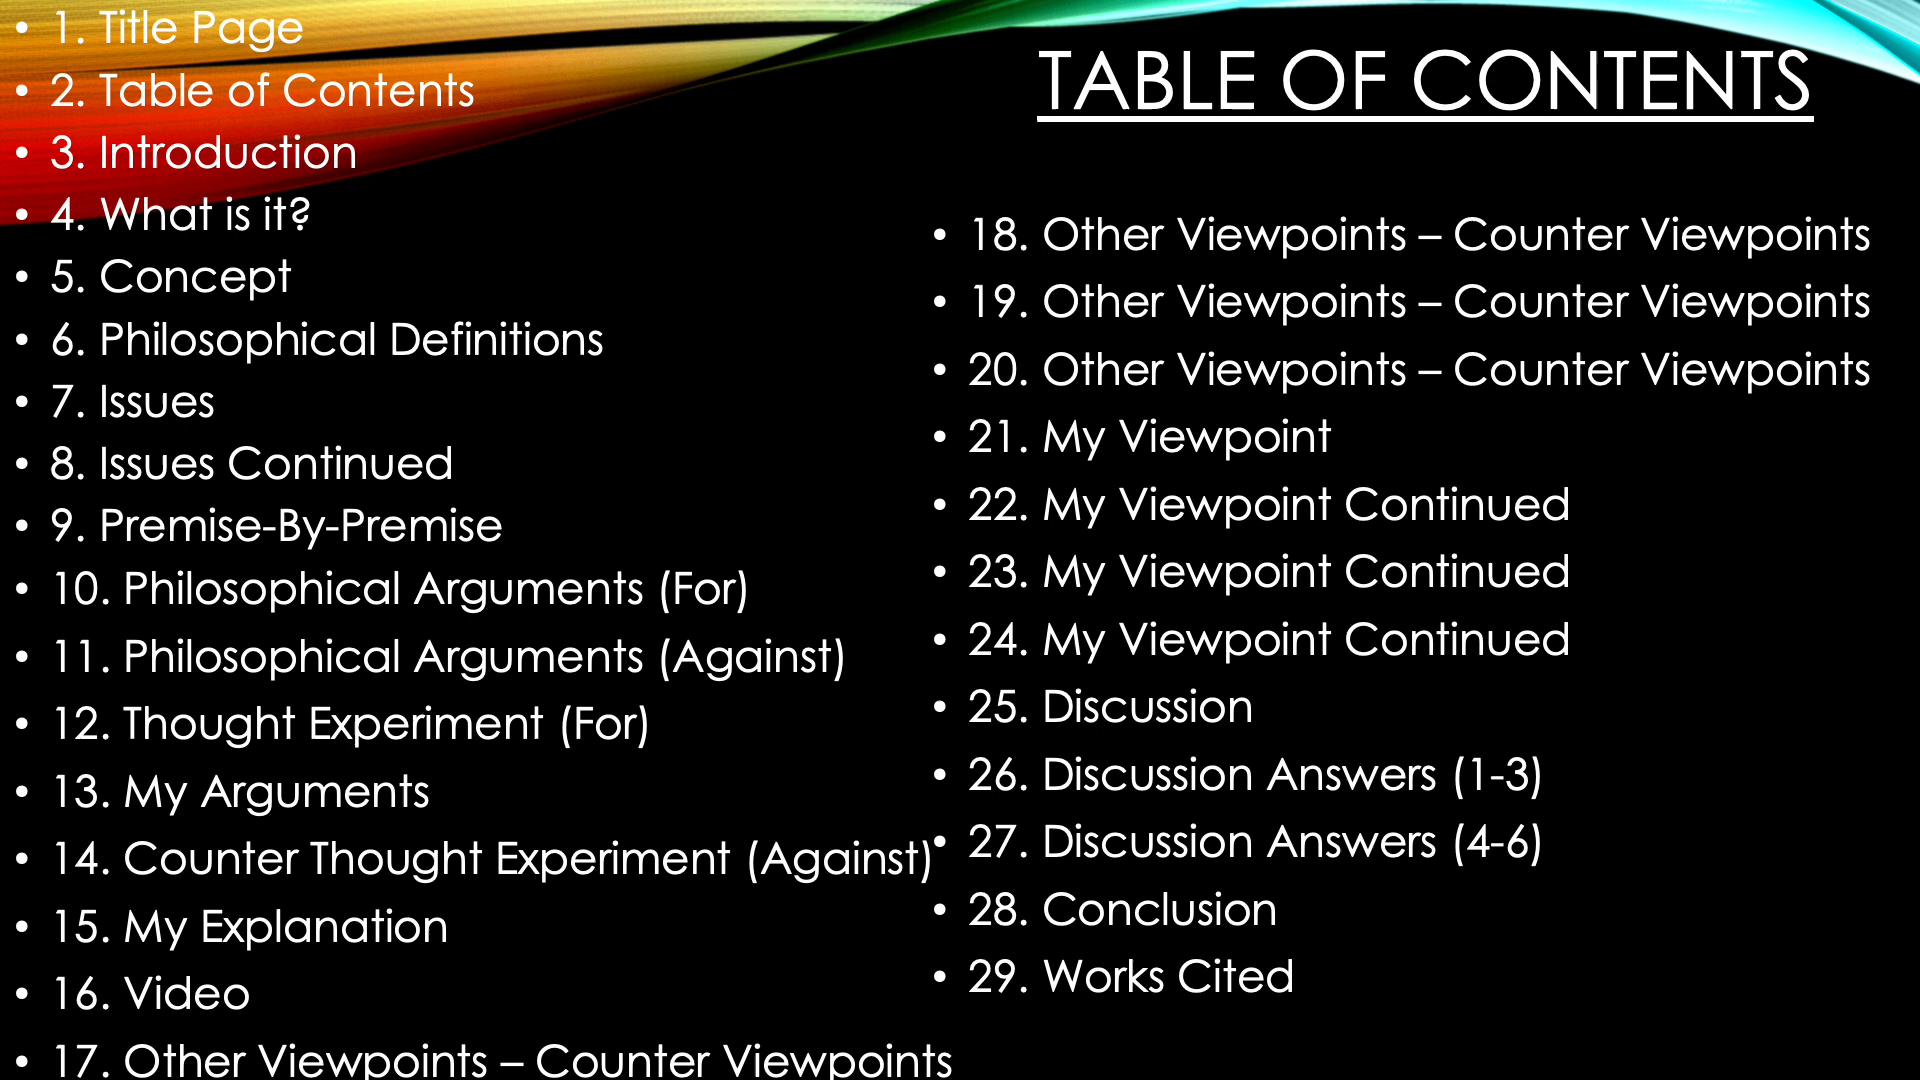 TABLE OF CONTENTS
• 1. Title Page
• 2. Table of Contents
• 3. Introduction
• 4. What is it?
• 5. Concept
• 6. Philosophical Definitions
• 7. Issues
• 8. Issues Continued
• 9. Premise-By-Premise
• 10. Philosophical Arguments (For)
• 11. Philosophical Arguments (Against)
• 12. Thought Experiment (For)
• 13. My Arguments
• 14. Counter Thought Experiment (Against)
• 15. My Explanation
• 16. Video
• 17. Other Viewpoints – Counter Viewpoints
• 18. Other Viewpoints – Counter Viewpoints
• 19. Other Viewpoints – Counter Viewpoints
• 20. Other Viewpoints – Counter Viewpoints
• 21. My Viewpoint
• 22. My Viewpoint Continued
• 23. My Viewpoint Continued
• 24. My Viewpoint Continued
• 25. Discussion
• 26. Discussion Answers (1-3)
• 27. Discussion Answers (4-6)
• 28. Conclusion
• 29. Works Cited